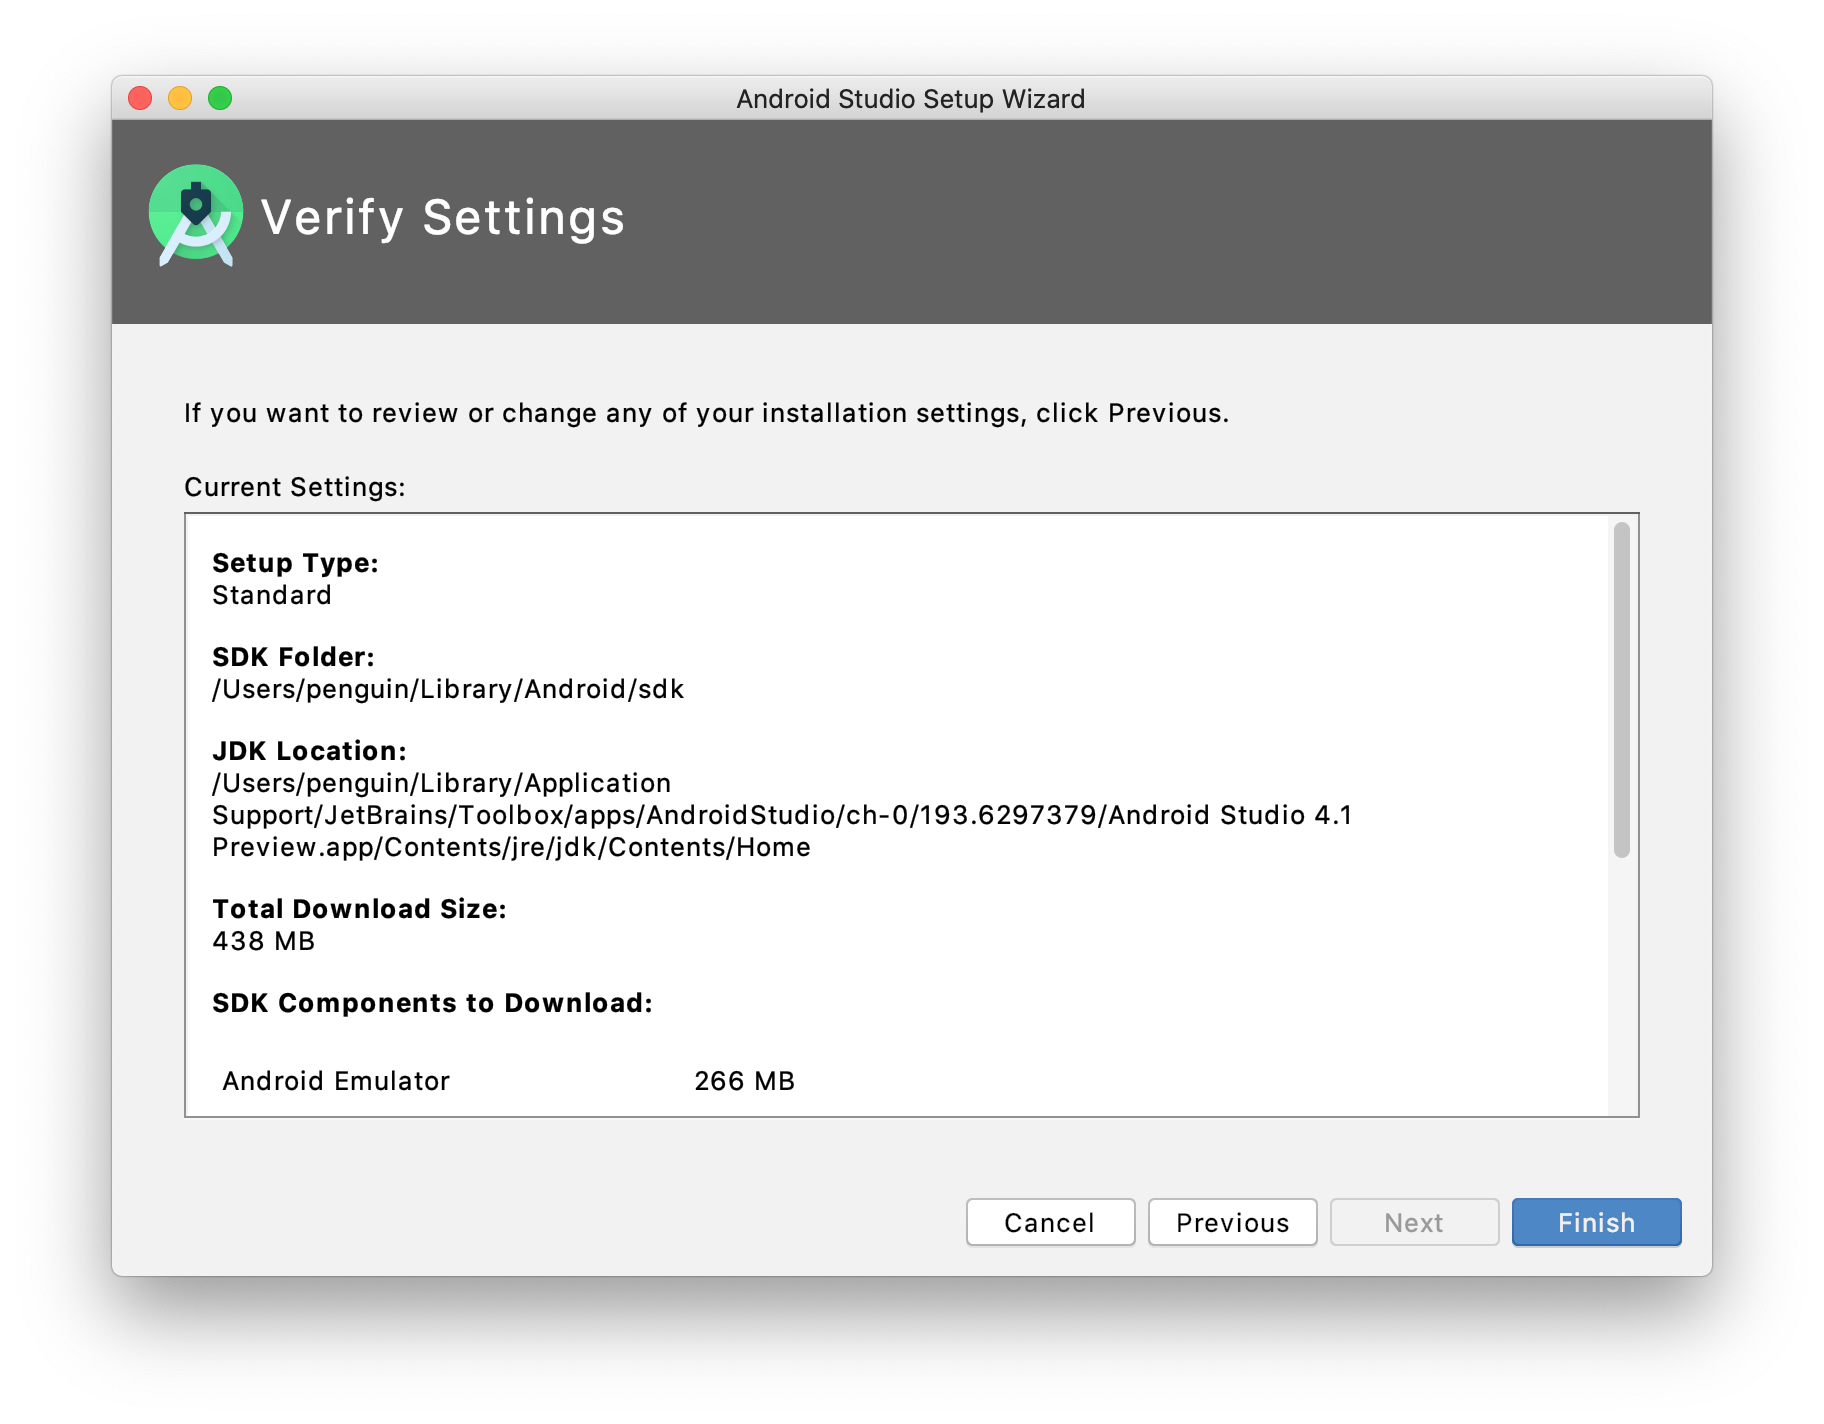 Android Studio Setup Wizard
Verify Settings
If you want to review or change any of your installation settings, click Previous.
Current Settings:
Setup Type:
Standard
SDK Folder:
/Users/penguin/Library/Android/sdk
JDK Location:
/Users/penguin/Library/Application
Support/JetBrains/Toolbox/apps/AndroidStudio/ch-0/193.6297379/Android Studio 4.1
Preview.app/Contents/jre/jdk/Contents/Home
Total Download Size:
438 MB
SDK Components to Download:
Android Emulator 266 MB
Cancel Previous Next Finish